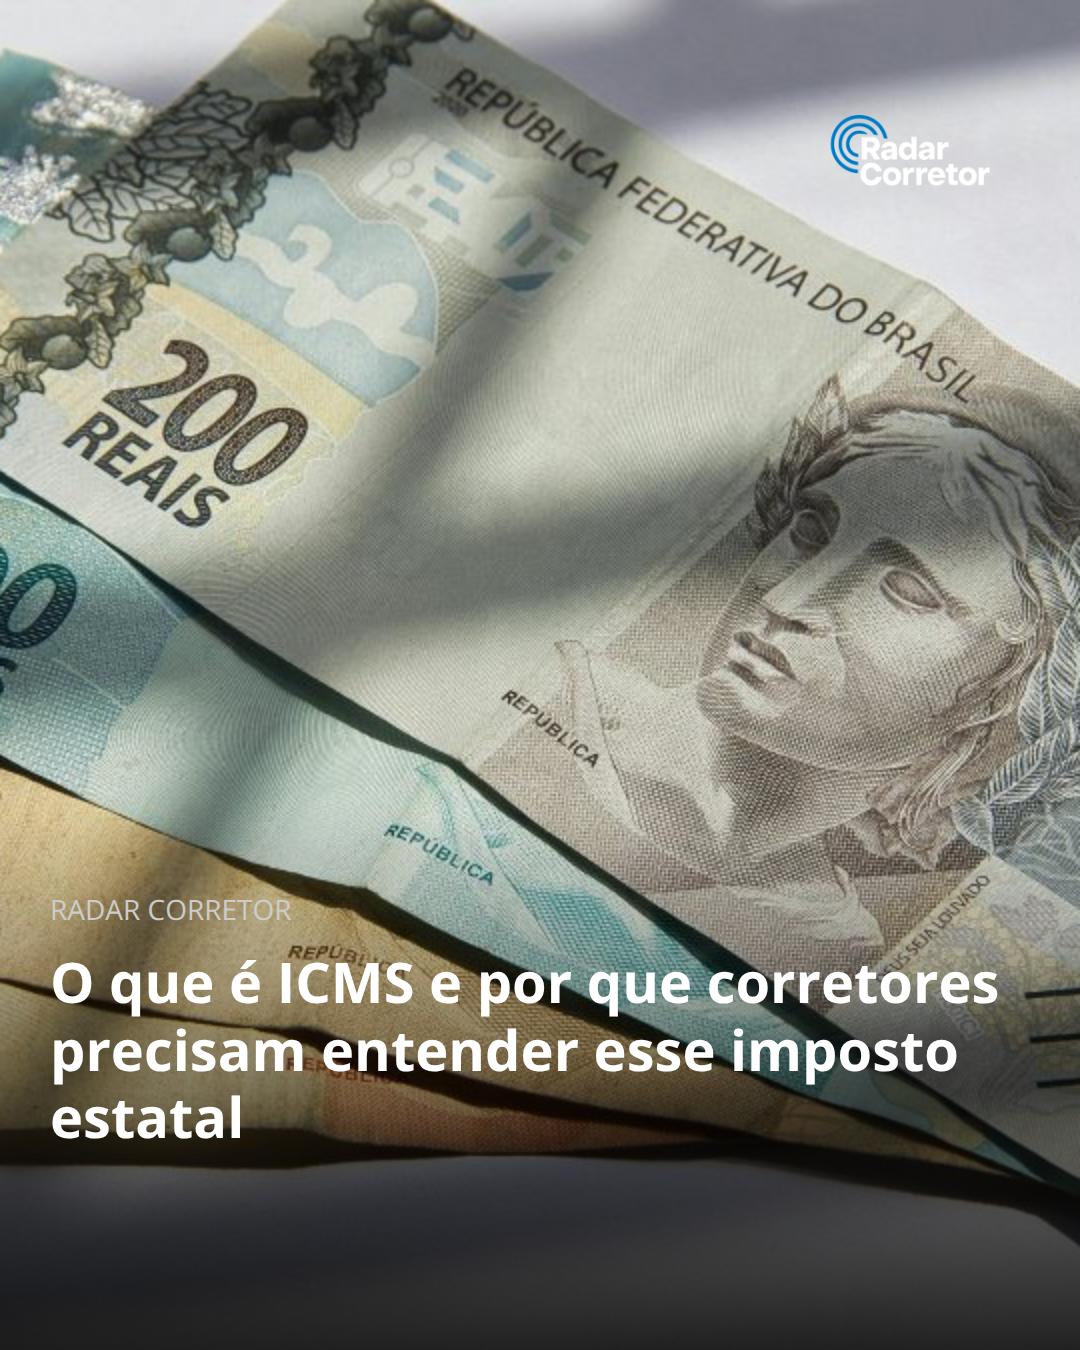 REPÚBLICA FEDERATIVA DO BRASIL
Radar
Corretor
200
REAIS
REPÚBLICA
REPÚBLICA
RADAR CORRETOR
REPÚBLICA
O que é ICMS e por que corretores
precisam entender esse imposto
estatal